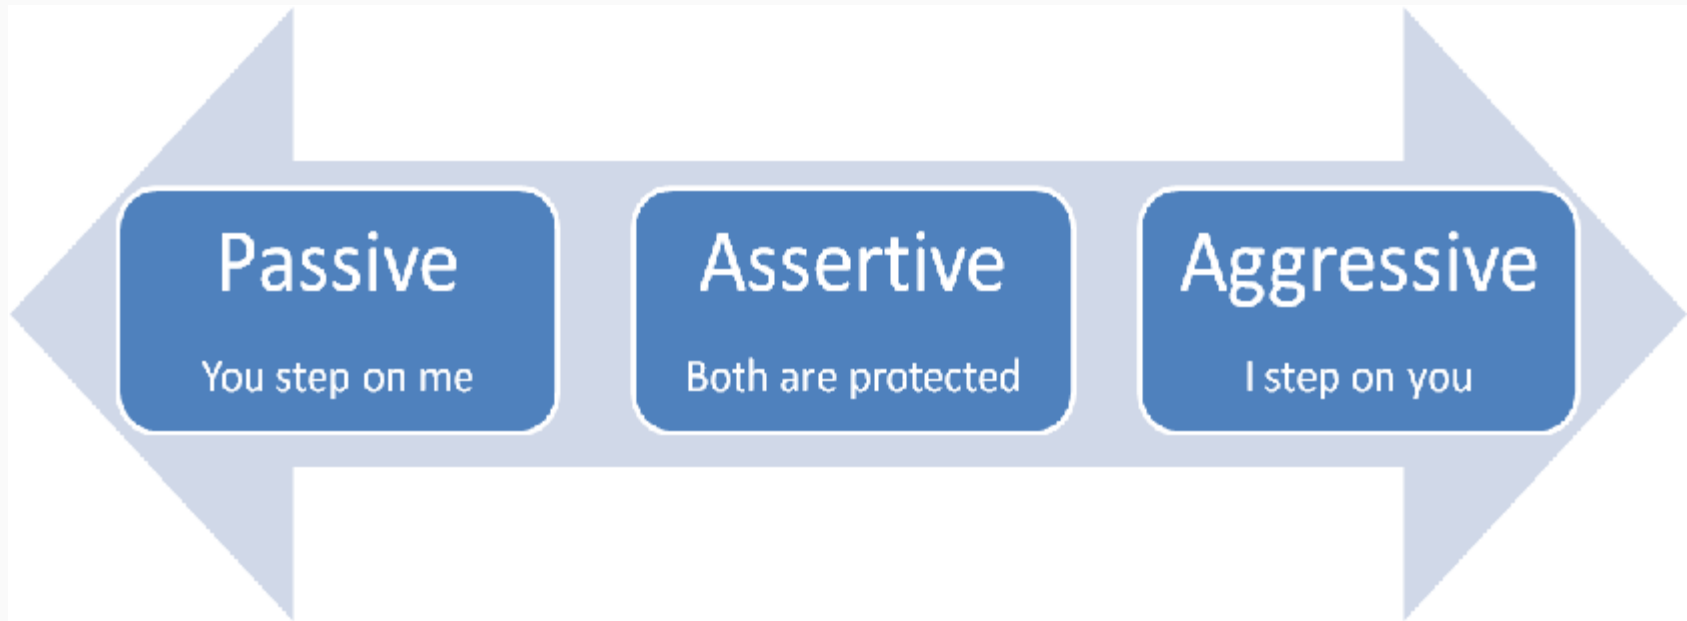 Passive
You step on me
Assertive
Both are protected
Aggressive
I step on you